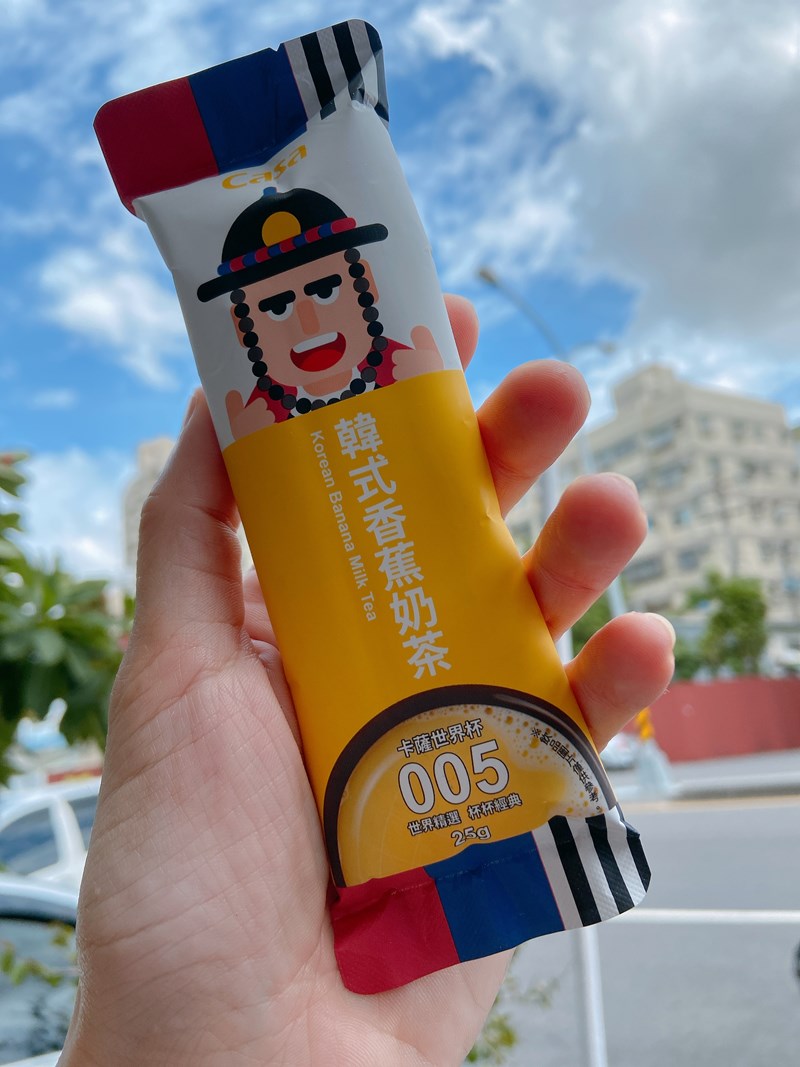 Casa
韓式香蕉奶茶
Korean Banana Milk Tea
卡薩世界杯
005
世界精選 杯杯經典
25g